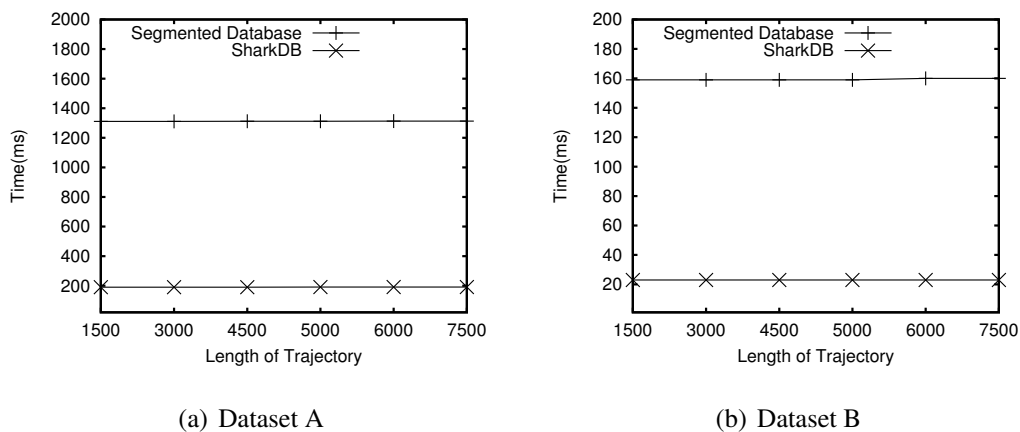 2000
1800
1600
1400
1200
1000
800
600
400
200
Time(ms)
Segmented Database
SharkDB
1500 3000 4500 5000 6000 7500
Length of Trajectory
(a) Dataset A
200
180
160
140
120
100
80
60
40
20
Time(ms)
Segmented Database
SharkDB
1500 3000 4500 5000 6000 7500
Length of Trajectory
(b) Dataset B